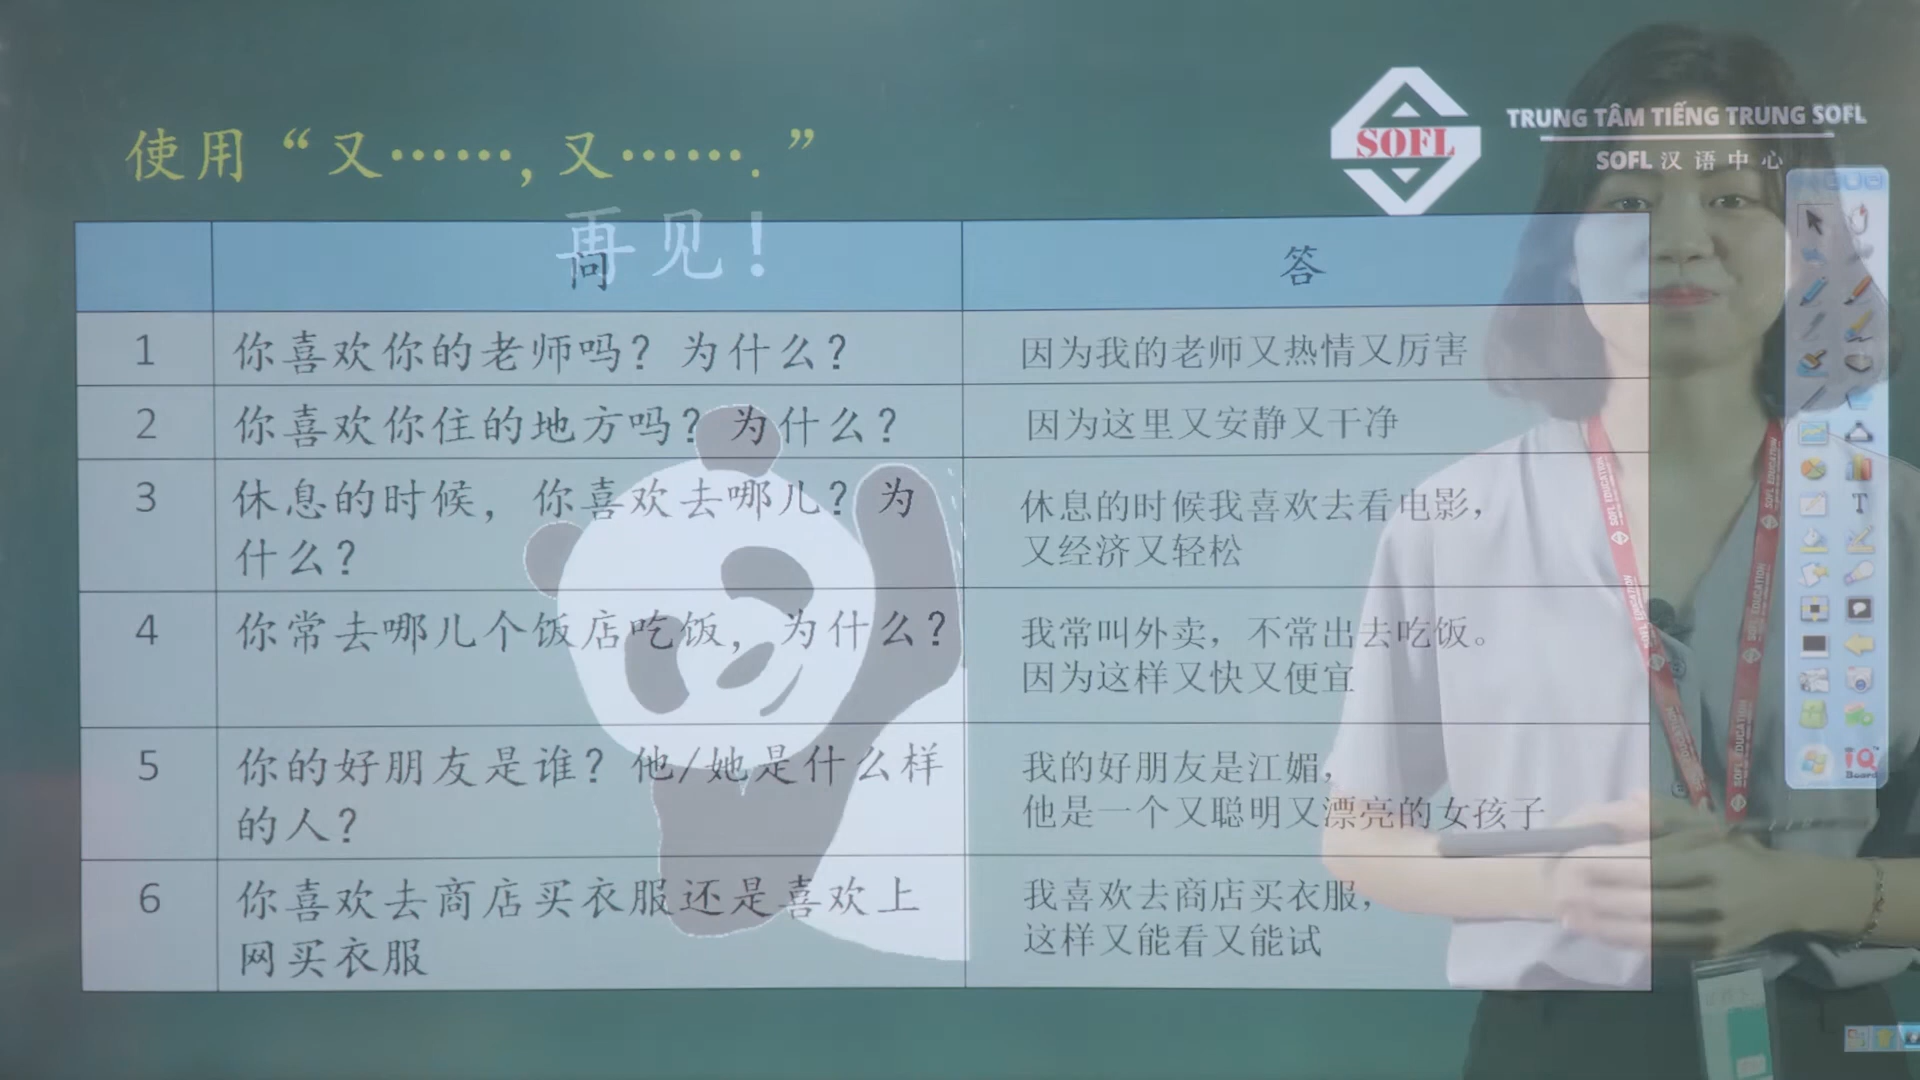 使用“又……,又…….”
SOFL
TRUNG TÂM TIẾNG TRUNG SOFL
SOFL 汉语中心
再见!
问
答
1
你喜欢你的老师吗?为什么?
因为我的老师又热情又厉害
2
你喜欢你住的地方吗?为什么?
因为这里又安静又干净
3
休息的时候,你喜欢去哪儿?为
什么?
休息的时候我喜欢去看电影,
又经济又轻松
4
你常去哪儿个饭店吃饭,为什么?
我常叫外卖,不常出去吃饭。
因为这样又快又便宜
5
你的好朋友是谁?他/她是什么样
的人?
我的好朋友是江媚,
他是一个又聪明又漂亮的女孩子
6
你喜欢去商店买衣服还是喜欢上
网买衣服
我喜欢去商店买衣服,
这样又能看又能试
SOFL EDUCATION
SOFL EDUCATION
SOFL EDUCATION
SOFL EDUCATION
T
IQ
Board